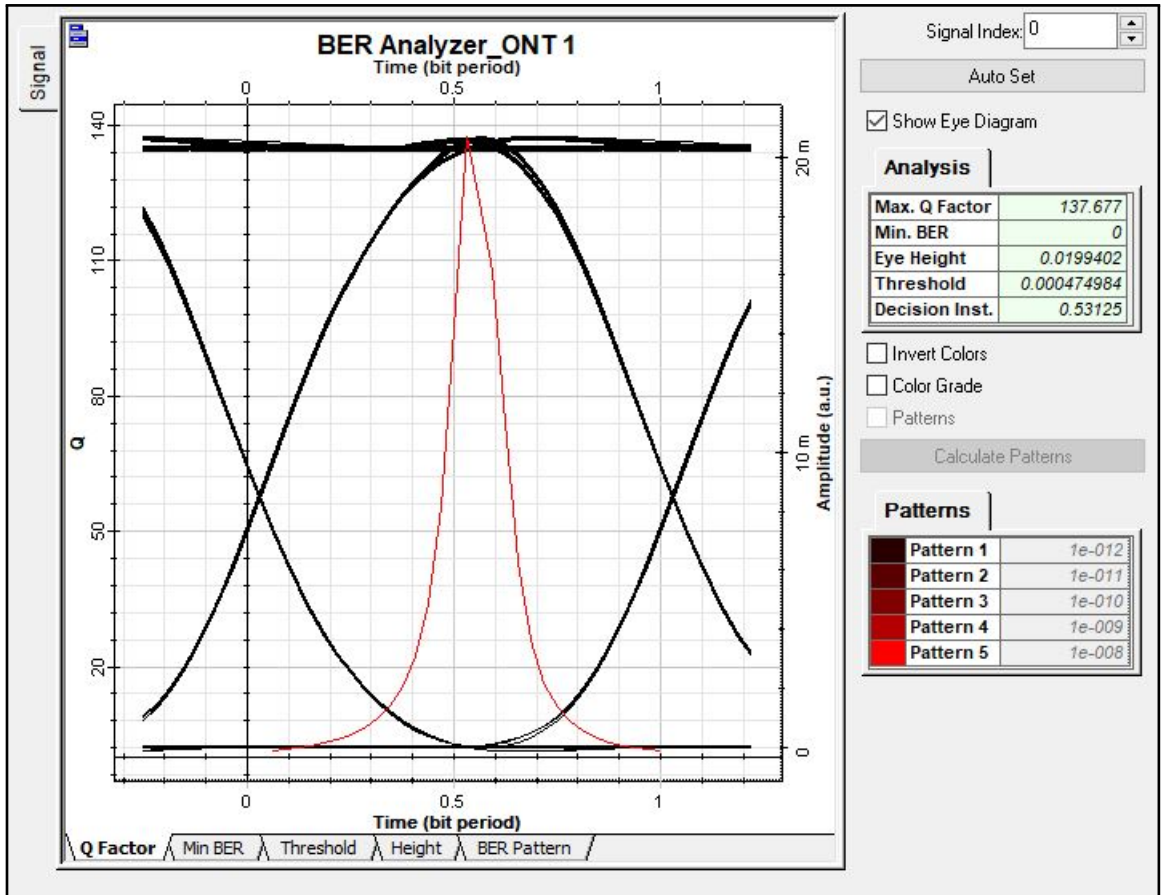 Signal
BER Analyzer_ONT 1
Time (bit period)
0 0.5 1
140
110
80
50
20
Q
20 m
10 m
0
Amplitude (a.u.)
0 0.5 1
Time (bit period)
Q Factor Min BER Threshold Height BER Pattern
Signal Index: 0
Auto Set
Show Eye Diagram
Analysis
Max. Q Factor 137.677
Min. BER 0
Eye Height 0.0199402
Threshold 0.000474984
Decision Inst. 0.53125
Invert Colors
Color Grade
Patterns
Calculate Patterns
Patterns
Pattern 1 1e-012
Pattern 2 1e-011
Pattern 3 1e-010
Pattern 4 1e-009
Pattern 5 1e-008